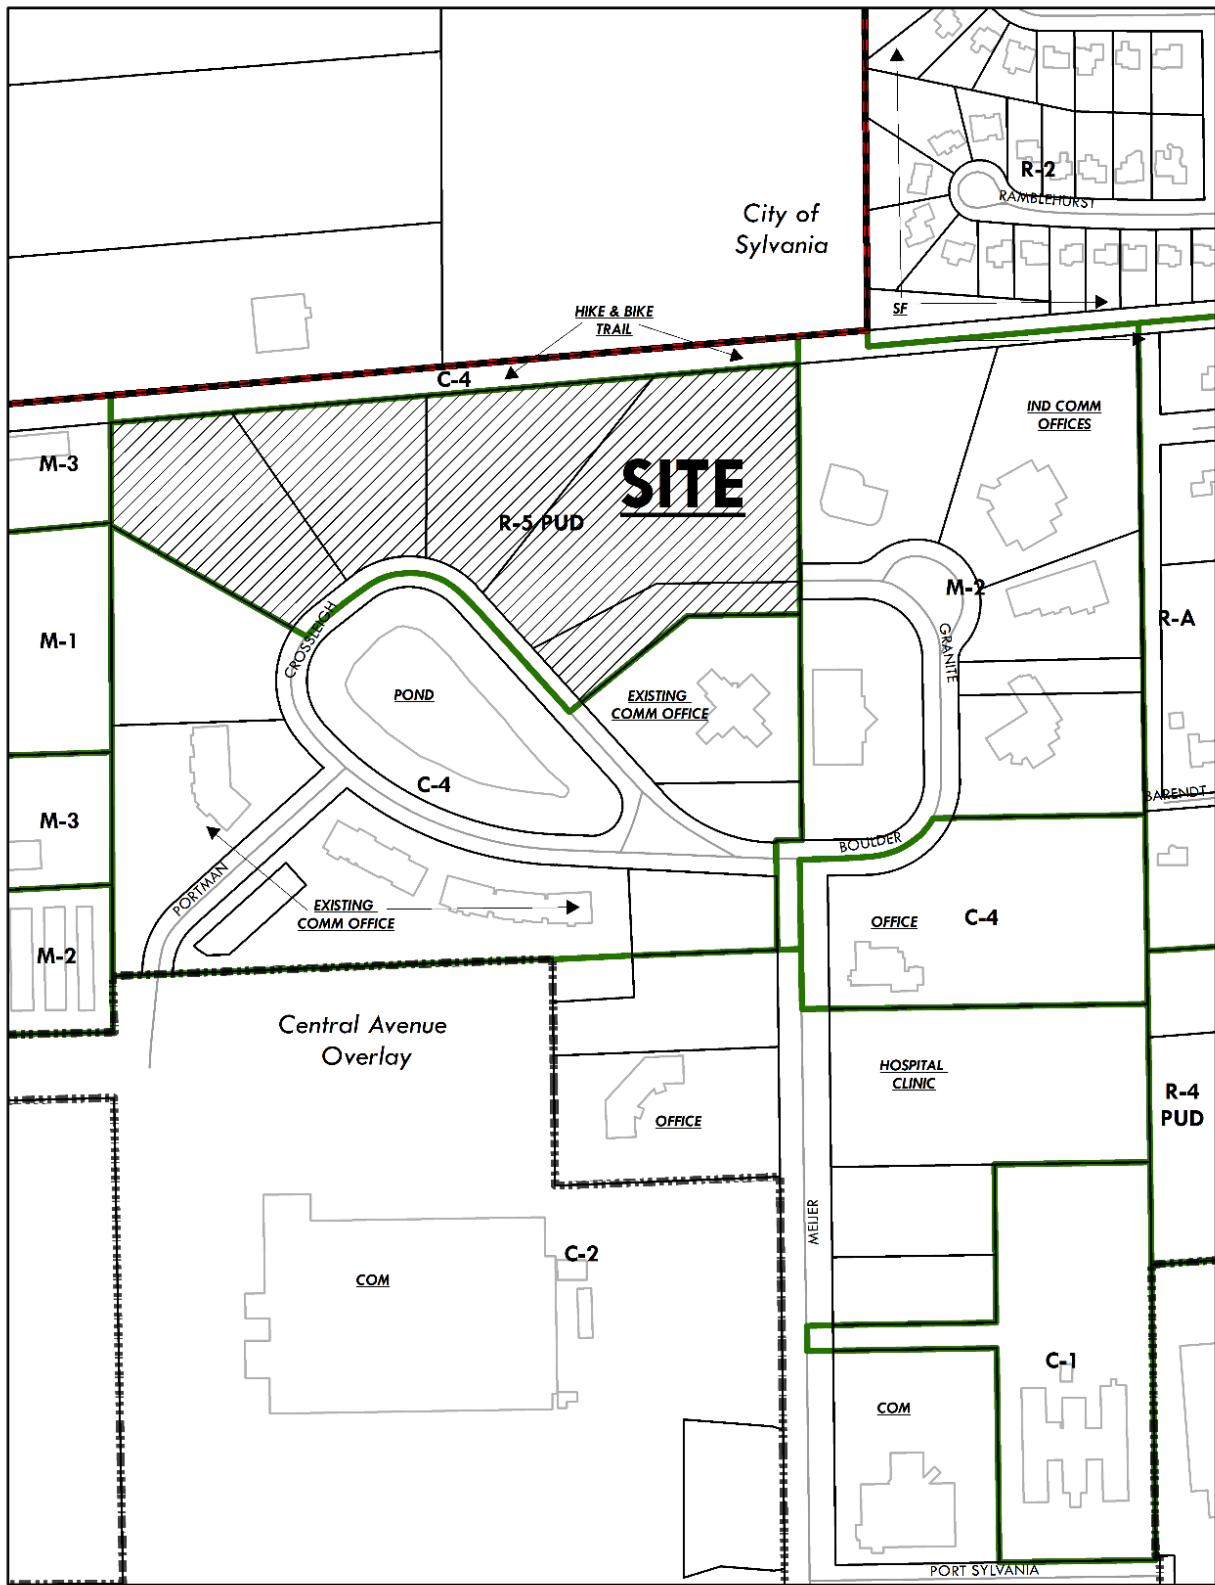 R-2
RAMBLEHURST
City of
Sylvania
SF
HIKE & BIKE
TRAIL
C-4
IND COMM
OFFICES
M-3
SITE
R-5 PUD
M-2
CROSSLEIGH
R-A
M-1
GRANITE
POND
EXISTING
COMM OFFICE
C-4
BARENDT
M-3
BOULDER
PORTMAN
EXISTING
COMM OFFICE
OFFICE
C-4
M-2
Central Avenue
Overlay
HOSPITAL
CLINIC
R-4
PUD
OFFICE
MEIJER
C-2
COM
C-1
COM
PORT SYLVANIA